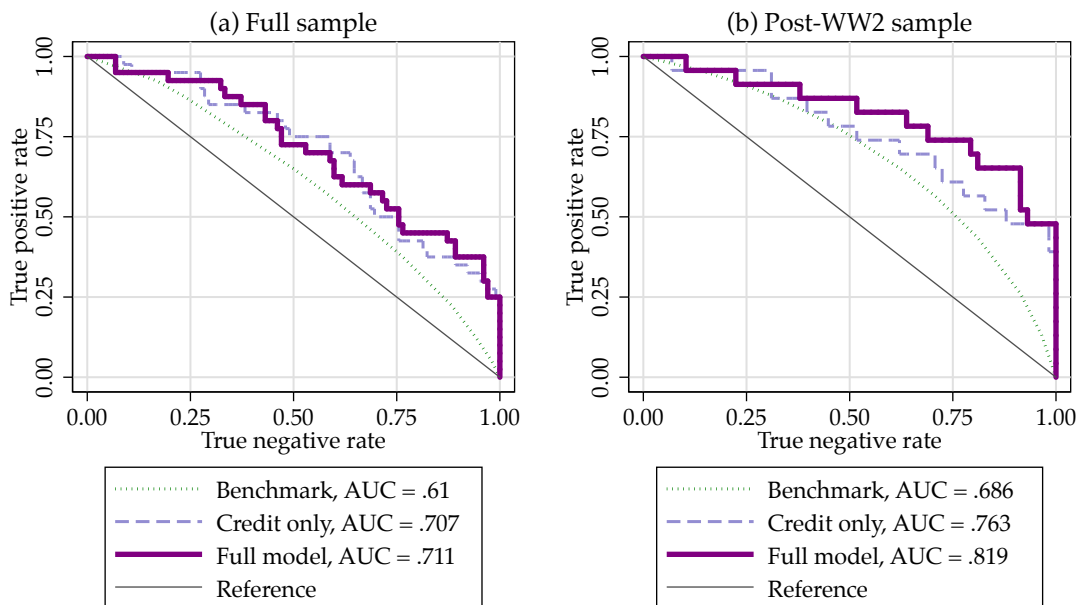 (a) Full sample
True positive rate
1.00
0.75
0.50
0.25
0.00
0.00 0.25 0.50 0.75 1.00
True negative rate
Benchmark, AUC = .61
Credit only, AUC = .707
Full model, AUC = .711
Reference
(b) Post-WW2 sample
True positive rate
1.00
0.75
0.50
0.25
0.00
0.00 0.25 0.50 0.75 1.00
True negative rate
Benchmark, AUC = .686
Credit only, AUC = .763
Full model, AUC = .819
Reference